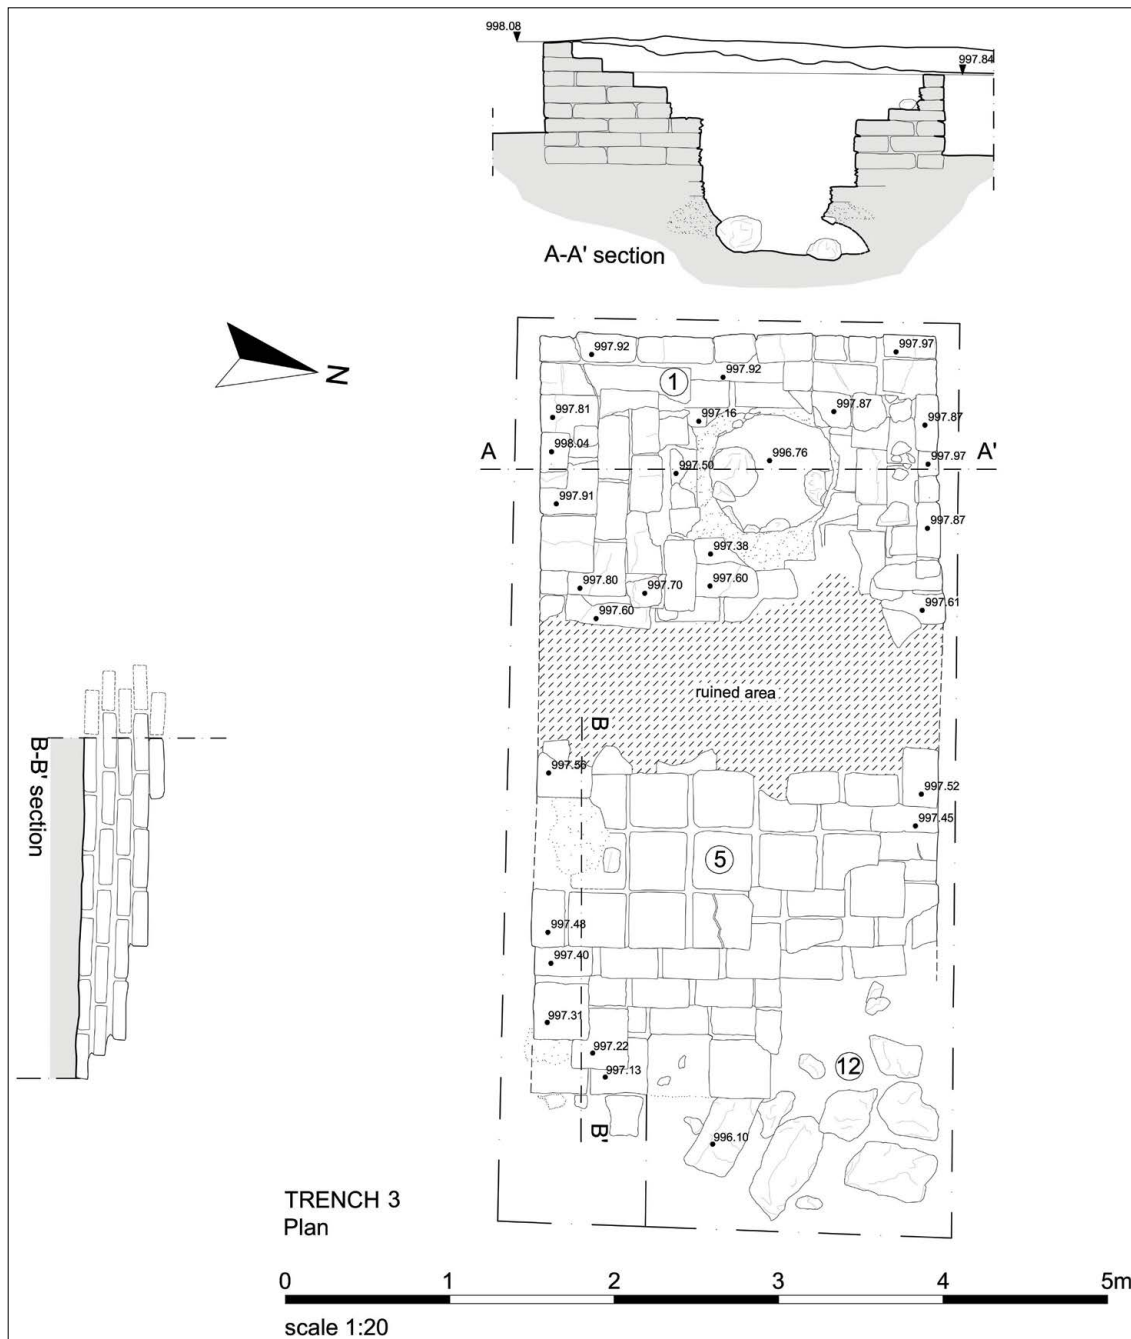 998.08
997.84
A-A' section
N
997.92
997.97
997.92
1
997.87
997.81
997.16
997.87
A
998.04
996.76
A'
997.50
997.97
997.91
997.87
997.38
997.80
997.70
997.60
997.60
997.61
ruined area
B
B-B' section
997.56
997.52
997.45
5
997.48
997.40
997.31
997.22
12
997.13
B'
996.10
TRENCH 3
Plan
0 1 2 3 4 5m
scale 1:20